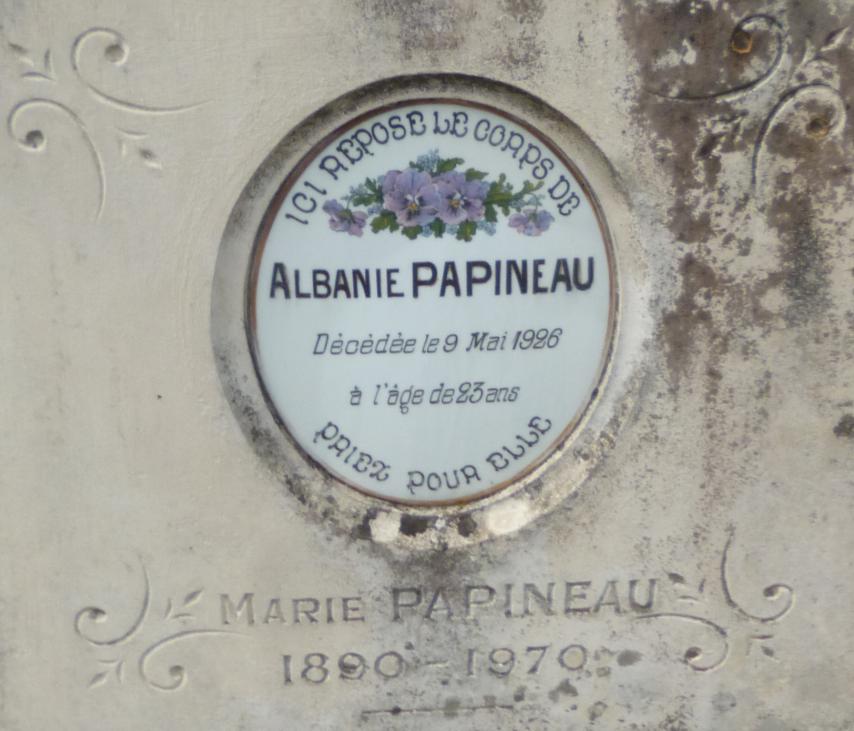 ICI REPOSE LE CORPS DE
ALBANIE PAPINEAU
Décédée le 9 Mai 1926
à l'âge de 23 ans
PRIEZ POUR ELLE
MARIE PAPINEAU
1890 - 1970